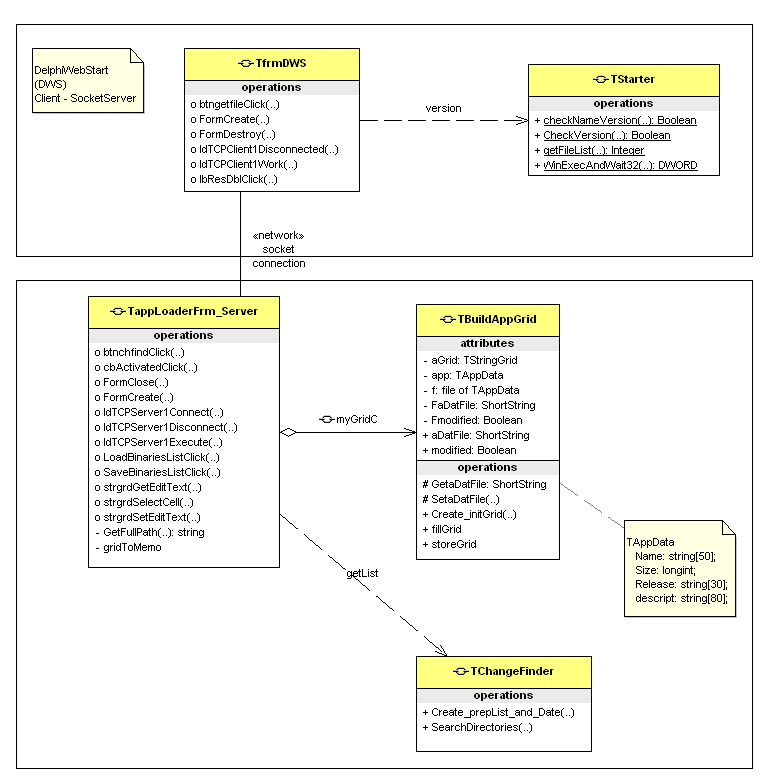 DelphiWebStart
(DWS)
Client - SocketServer
TfrmDWS
operations
o btngetfileClick(..)
o FormCreate(..)
o FormDestroy(..)
o IdTCPClient1Disconnected(..)
o IdTCPClient1Work(..)
o lbResDblClick(..)
version
TStarter
operations
+ checkNameVersion(..): Boolean
+ CheckVersion(..): Boolean
+ getFileList(..): Integer
+ WinExecAndWait32(..): DWORD
«network»
socket
connection
TappLoaderFrm_Server
operations
o btnchfindClick(..)
o cbActivatedClick(..)
o FormClose(..)
o FormCreate(..)
o IdTCPServer1Connect(..)
o IdTCPServer1Disconnect(..)
o IdTCPServer1Execute(..)
o LoadBinariesListClick(..)
o SaveBinariesListClick(..)
o strgrdGetEditText(..)
o strgrdSelectCell(..)
o strgrdSetEditText(..)
- GetFullPath(..): string
- gridToMemo
myGridC
TBuildAppGrid
attributes
- aGrid: TStringGrid
- app: TAppData
- f: file of TAppData
- FaDatFile: ShortString
- Fmodified: Boolean
+ aDatFile: ShortString
+ modified: Boolean
operations
# GetaDatFile: ShortString
# SetaDatFile(..)
+ Create_initGrid(..)
+ fillGrid
+ storeGrid
TAppData
Name: string[50];
Size: longint;
Release: string[30];
descript: string[80];
getList
TChangeFinder
operations
+ Create_prepList_and_Date(..)
+ SearchDirectories(..)